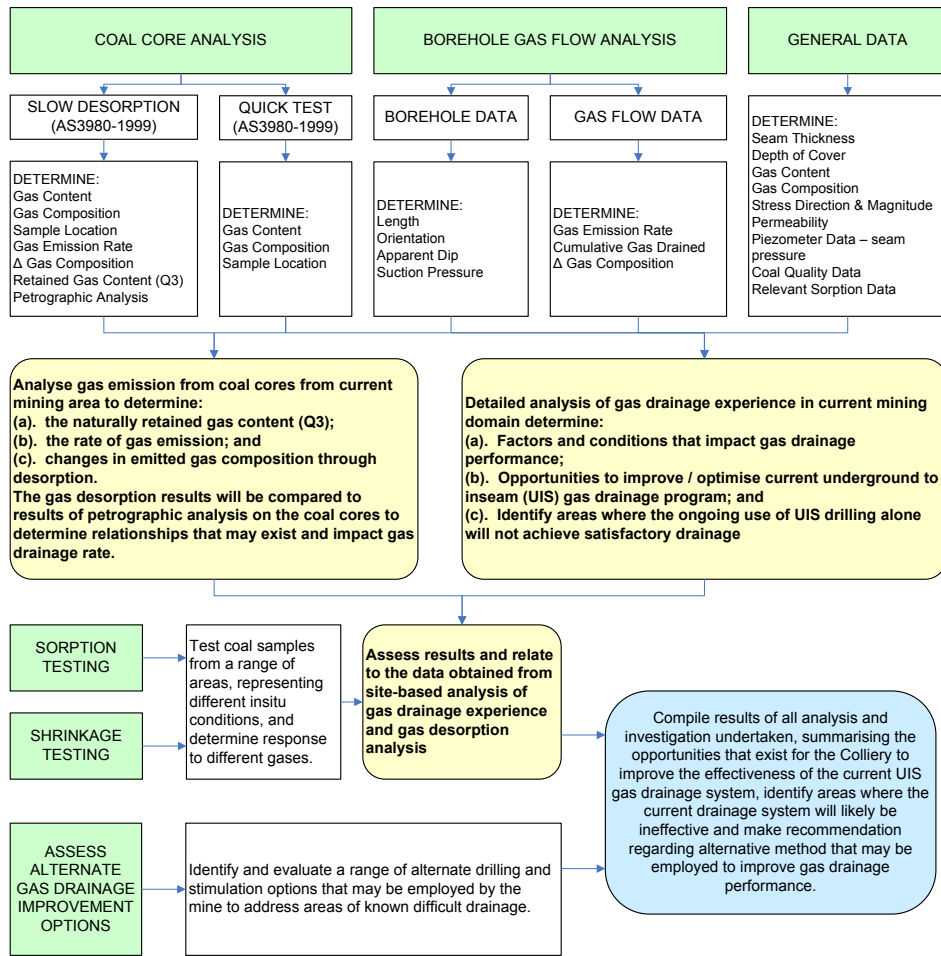 COAL CORE ANALYSIS
BOREHOLE GAS FLOW ANALYSIS
GENERAL DATA
SLOW DESORPTION
(AS3980-1999)
QUICK TEST
(AS3980-1999)
BOREHOLE DATA
GAS FLOW DATA
DETERMINE:
Gas Content
Gas Composition
Sample Location
Gas Emission Rate
Δ Gas Composition
Retained Gas Content (Q3)
Petrographic Analysis
DETERMINE:
Gas Content
Gas Composition
Sample Location
DETERMINE:
Length
Orientation
Apparent Dip
Suction Pressure
DETERMINE:
Gas Emission Rate
Cumulative Gas Drained
Δ Gas Composition
DETERMINE:
Seam Thickness
Depth of Cover
Gas Content
Gas Composition
Stress Direction & Magnitude
Permeability
Piezometer Data – seam
pressure
Coal Quality Data
Relevant Sorption Data
Analyse gas emission from coal cores from current
mining area to determine:
(a). the naturally retained gas content (Q3);
(b). the rate of gas emission; and
(c). changes in emitted gas composition through
desorption.
The gas desorption results will be compared to
results of petrographic analysis on the coal cores to
determine relationships that may exist and impact gas
drainage rate.
Detailed analysis of gas drainage experience in current mining
domain determine:
(a). Factors and conditions that impact gas drainage
performance;
(b). Opportunities to improve / optimise current underground to
inseam (UIS) gas drainage program; and
(c). Identify areas where the ongoing use of UIS drilling alone
will not achieve satisfactory drainage
SORPTION
TESTING
SHRINKAGE
TESTING
Test coal samples
from a range of
areas, representing
different insitu
conditions, and
determine response
to different gases.
Assess results and relate
to the data obtained from
site-based analysis of
gas drainage experience
and gas desorption
analysis
Compile results of all analysis and
investigation undertaken, summarising the
opportunities that exist for the Colliery to
improve the effectiveness of the current UIS
gas drainage system, identify areas where the
current drainage system will likely be
ineffective and make recommendation
regarding alternative method that may be
employed to improve gas drainage
performance.
ASSESS
ALTERNATE
GAS DRAINAGE
IMPROVEMENT
OPTIONS
Identify and evaluate a range of alternate drilling and
stimulation options that may be employed by the
mine to address areas of known difficult drainage.